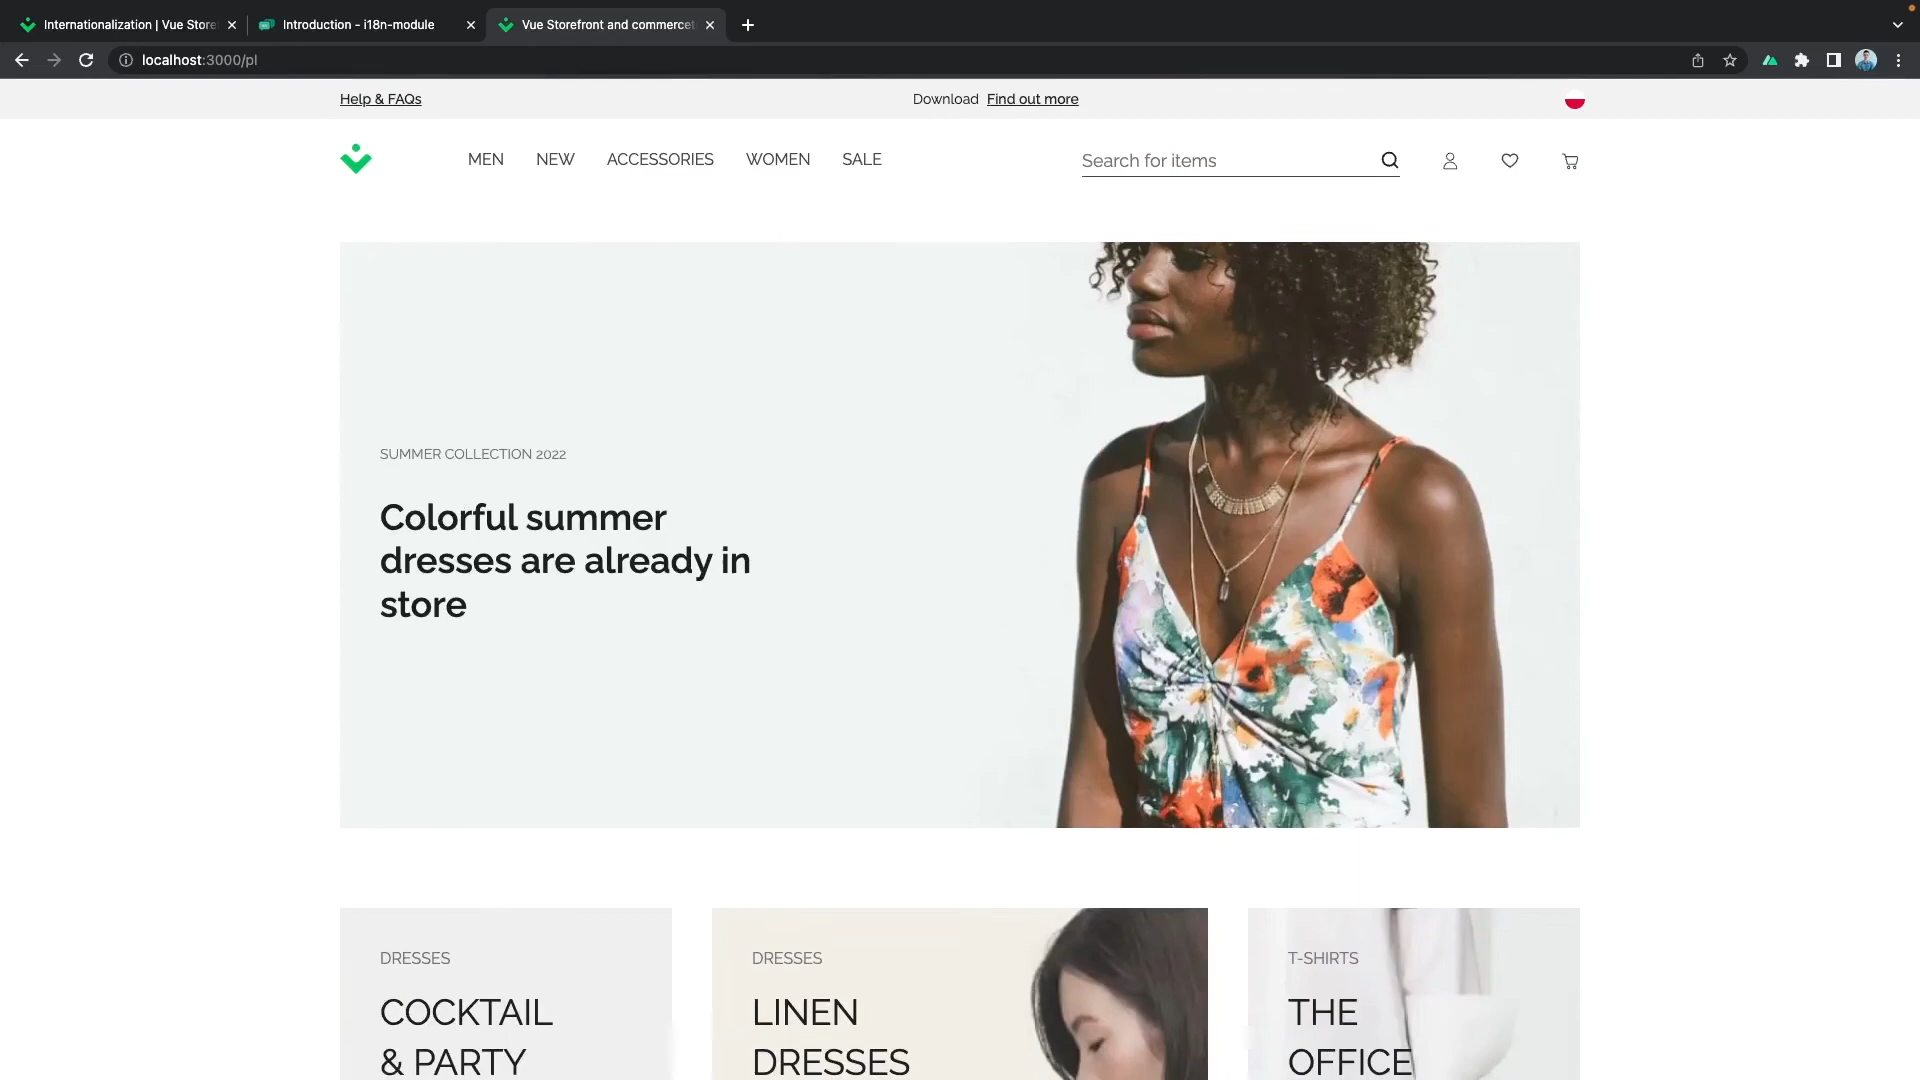 Internationalization | Vue Store
Introduction - i18n-module
Vue Storefront and commercet
localhost:3000/pl
Help & FAQs
Download Find out more
MEN NEW ACCESSORIES WOMEN SALE
Search for items
SUMMER COLLECTION 2022
Colorful summer
dresses are already in
store
DRESSES
COCKTAIL
& PARTY
DRESSES
LINEN
DRESSES
T-SHIRTS
THE
OFFICE